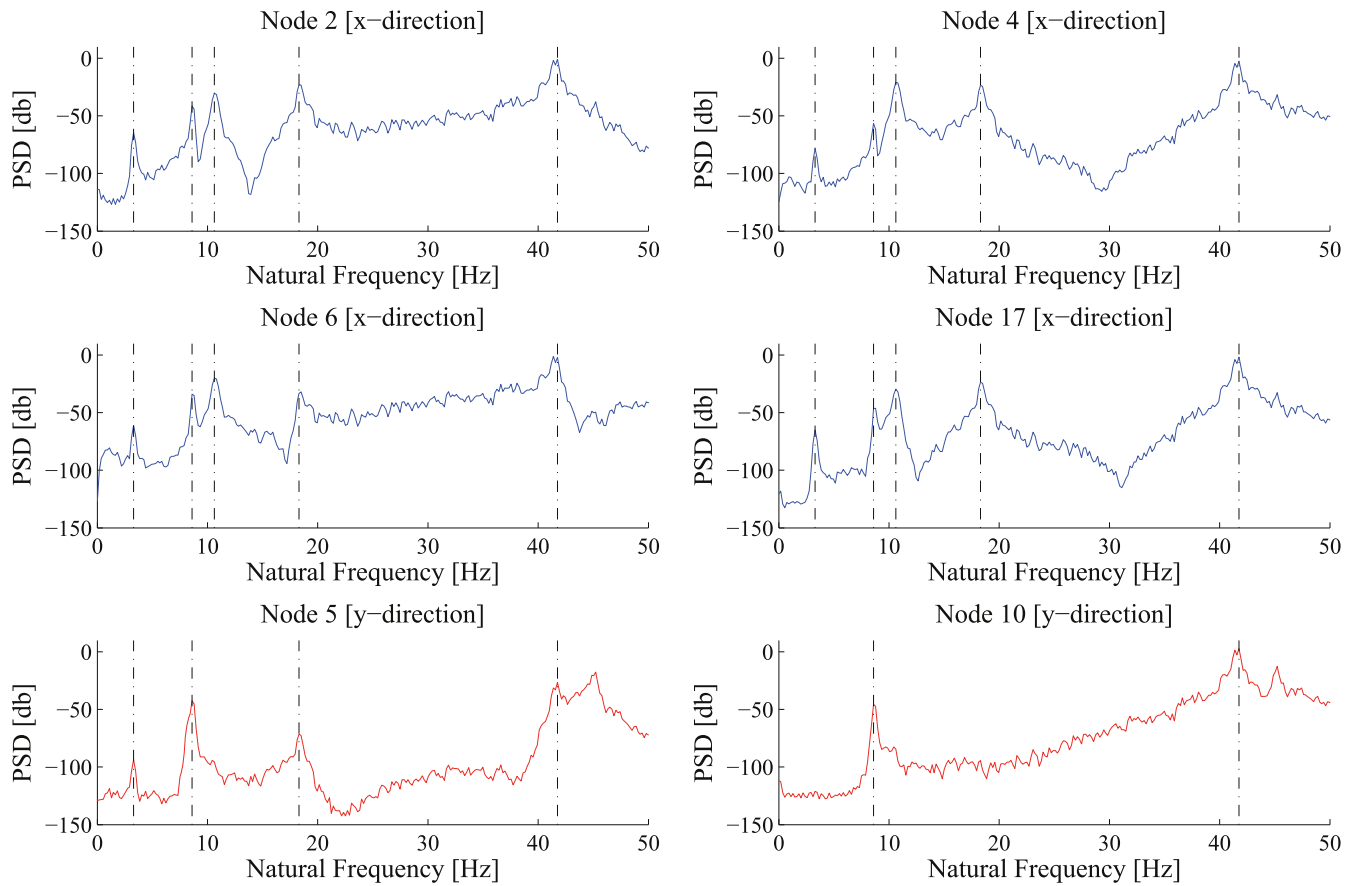 Node 2 [x−direction]
PSD [db]
0
−50
−100
−150
0 10 20 30 40 50
Natural Frequency [Hz]
Node 4 [x−direction]
PSD [db]
0
−50
−100
−150
0 10 20 30 40 50
Natural Frequency [Hz]
Node 6 [x−direction]
PSD [db]
0
−50
−100
−150
0 10 20 30 40 50
Natural Frequency [Hz]
Node 17 [x−direction]
PSD [db]
0
−50
−100
−150
0 10 20 30 40 50
Natural Frequency [Hz]
Node 5 [y−direction]
PSD [db]
0
−50
−100
−150
0 10 20 30 40 50
Natural Frequency [Hz]
Node 10 [y−direction]
PSD [db]
0
−50
−100
−150
0 10 20 30 40 50
Natural Frequency [Hz]